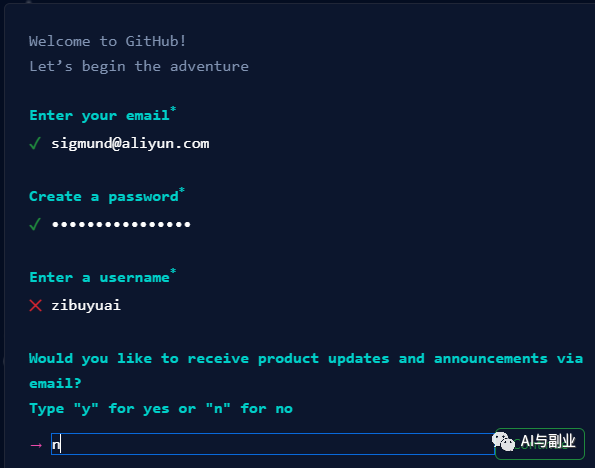 Welcome to GitHub!
Let’s begin the adventure
Enter your email*
✓ sigmund@aliyun.com
Create a password*
✓ ••••••••••••••••
Enter a username*
✗ zibuyuai
Would you like to receive product updates and announcements via
email?
Type "y" for yes or "n" for no
→ n
AI与副业